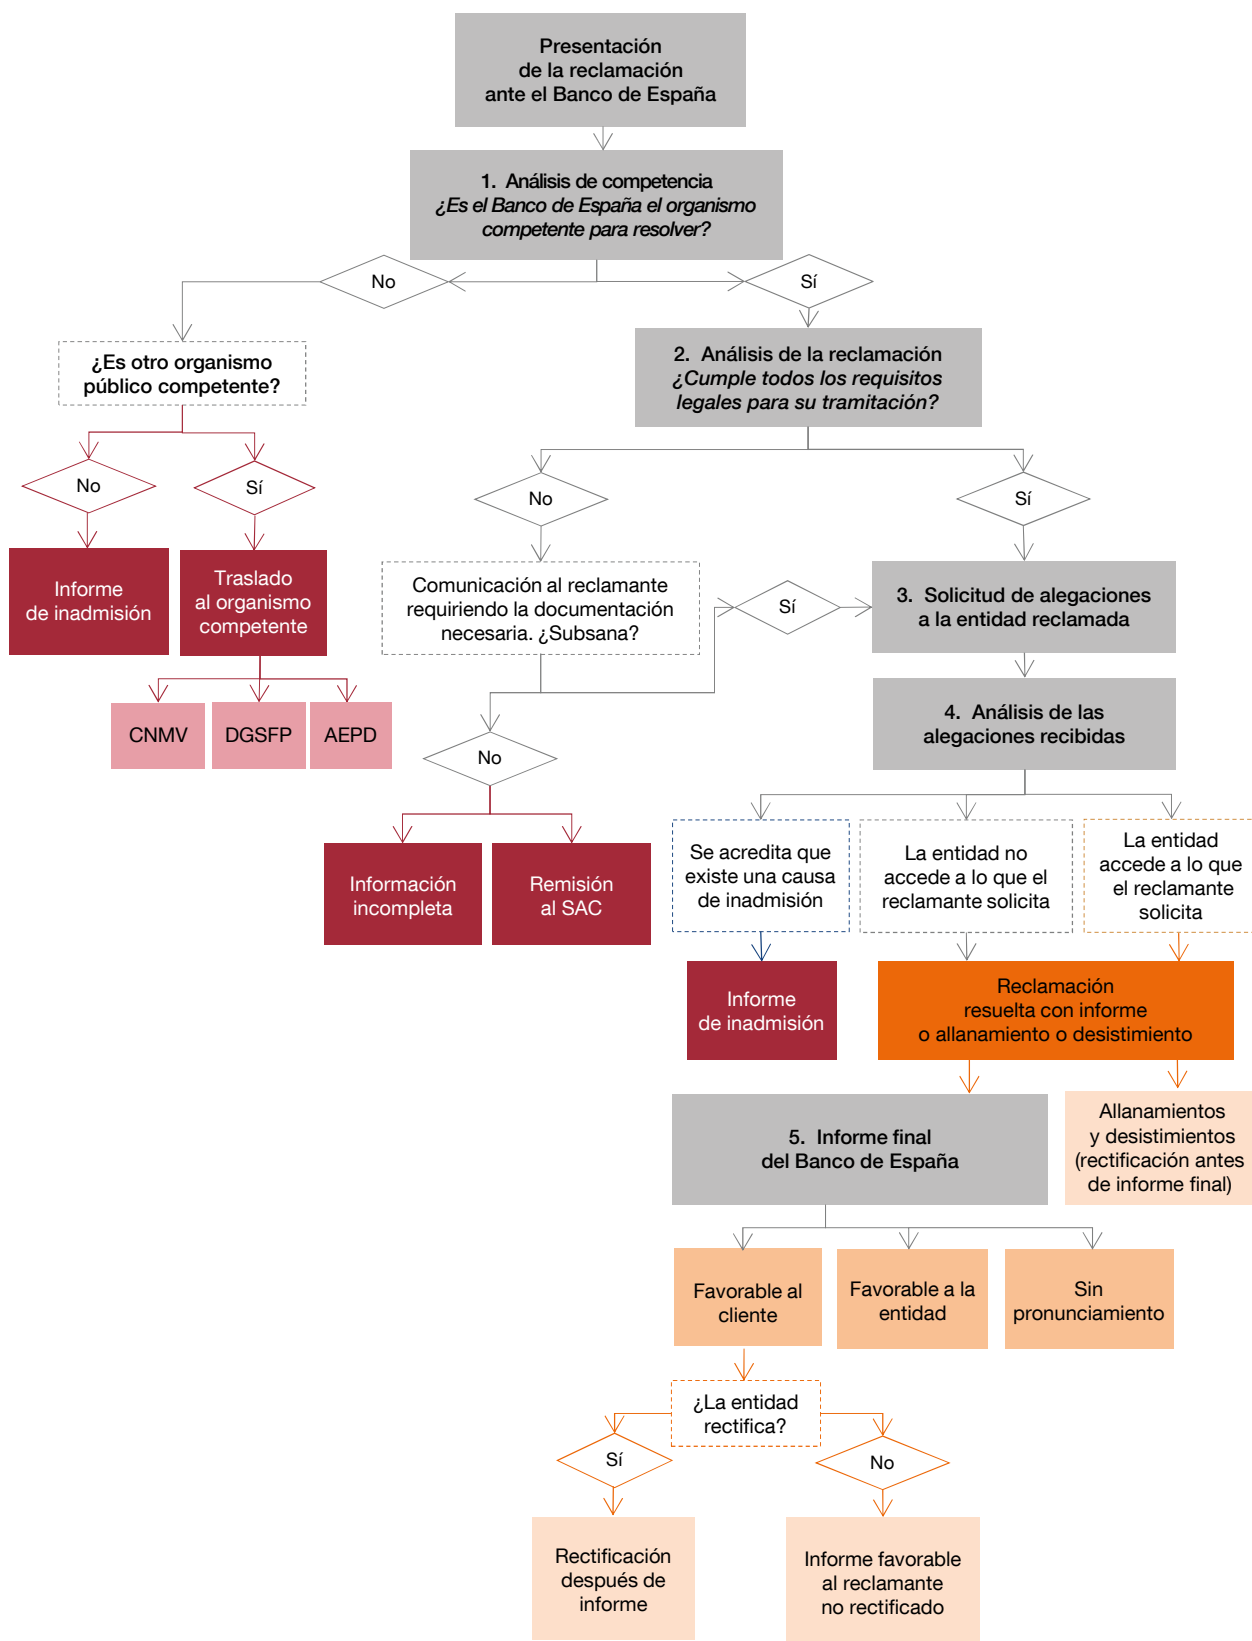 Presentación
de la reclamación
ante el Banco de España
1. Análisis de competencia
¿Es el Banco de España el organismo
competente para resolver?
No
Sí
¿Es otro organismo
público competente?
2. Análisis de la reclamación
¿Cumple todos los requisitos
legales para su tramitación?
No
Sí
No
Sí
Informe
de inadmisión
Traslado
al organismo
competente
Comunicación al reclamante
requiriendo la documentación
necesaria. ¿Subsana?
Sí
3. Solicitud de alegaciones
a la entidad reclamada
CNMV
DGSFP
AEPD
4. Análisis de las
alegaciones recibidas
No
Información
incompleta
Remisión
al SAC
Se acredita que
existe una causa
de inadmisión
La entidad no
accede a lo que el
reclamante solicita
La entidad
accede a lo que
el reclamante
solicita
Informe
de inadmisión
Reclamación
resuelta con informe
o allanamiento o desistimiento
5. Informe final
del Banco de España
Allanamientos
y desistimientos
(rectificación antes
de informe final)
Favorable al
cliente
Favorable a la
entidad
Sin
pronunciamiento
¿La entidad
rectifica?
Sí
No
Rectificación
después de
informe
Informe favorable
al reclamante
no rectificado